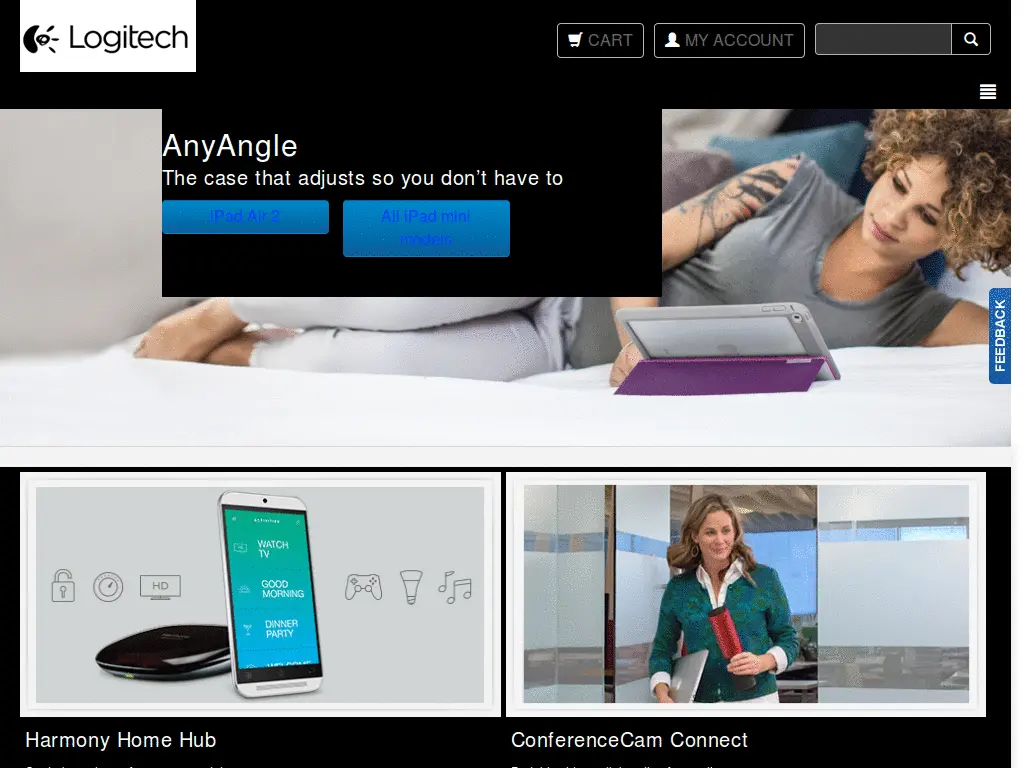 Logitech
CART
MY ACCOUNT
AnyAngle
The case that adjusts so you don't have to
iPad Air 2
All iPad mini
models
FEEDBACK
WATCH
TV
GOOD
MORNING
HD
DINNER
PARTY
WELCOME
Harmony Home Hub
ConferenceCam Connect